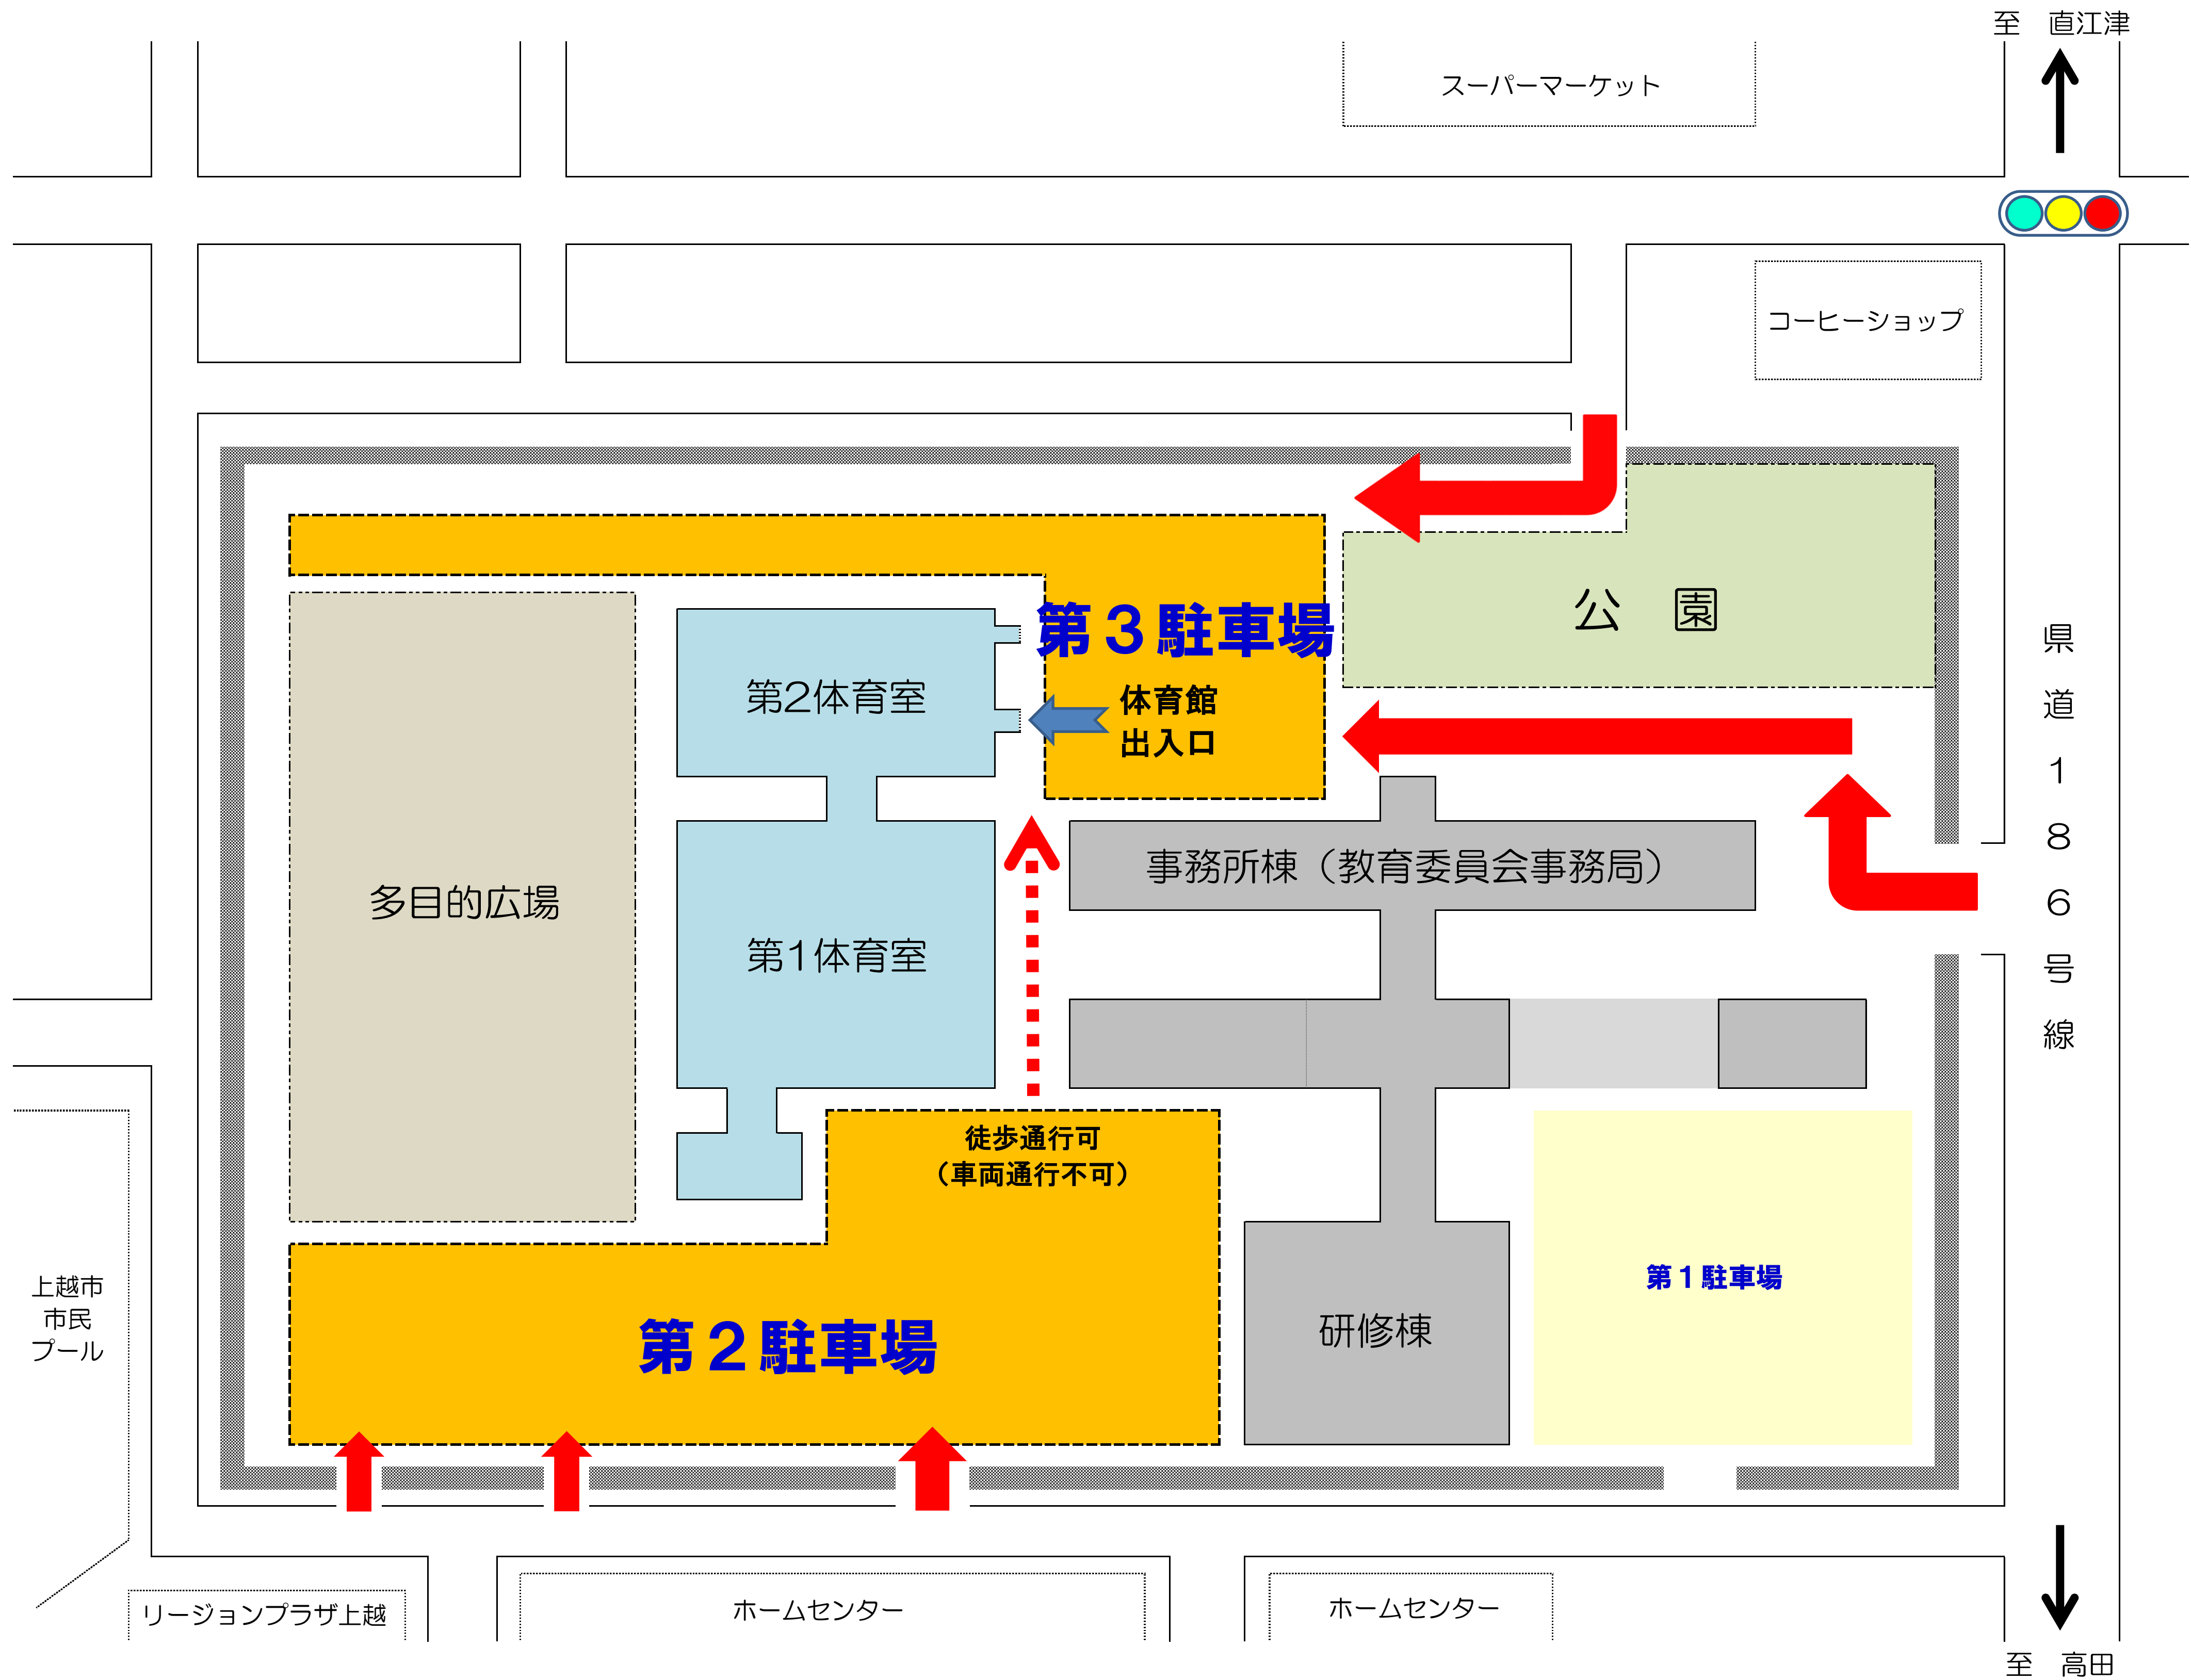 至　直江津
スーパーマーケット
コーヒーショップ
公　園
第３駐車場
体育館
出入口
第2体育室
県道１８６号線
事務所棟（教育委員会事務局）
多目的広場
第1体育室
徒歩通行可
（車両通行不可）
第１駐車場
上越市
市民
プール
第２駐車場
研修棟
リージョンプラザ上越
ホームセンター
ホームセンター
至　高田